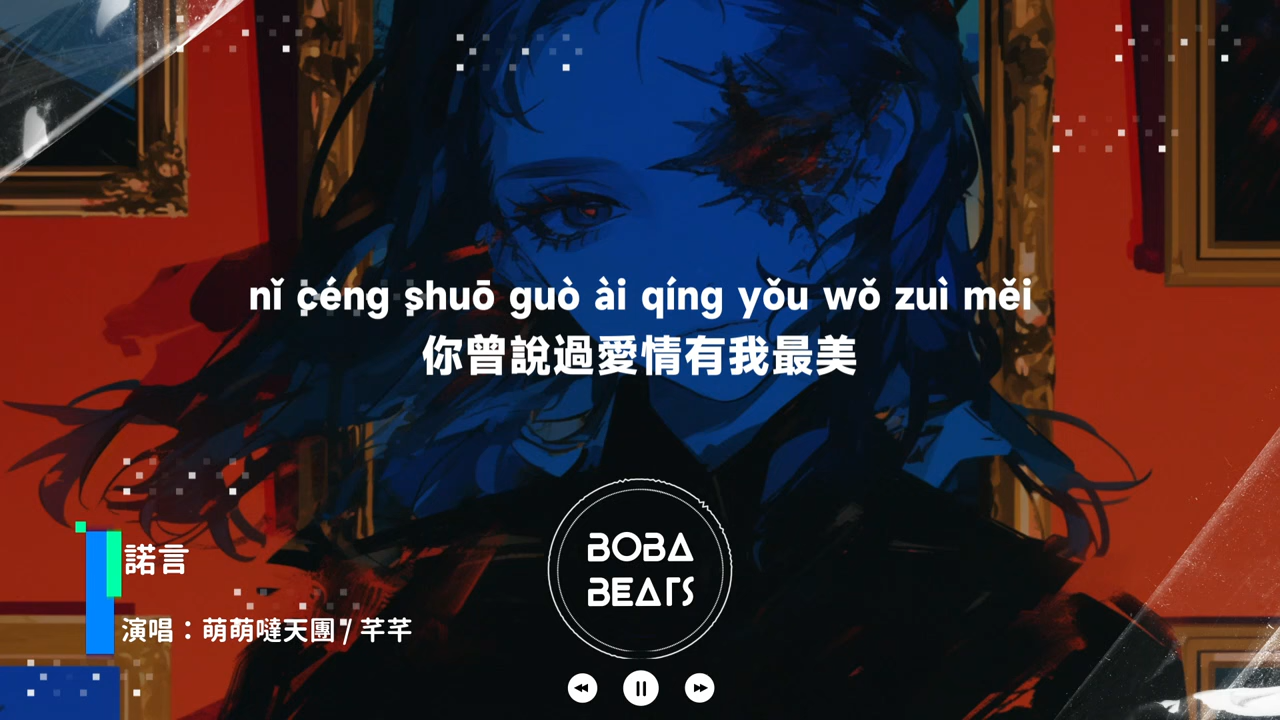 nǐ céng shuō guò ài qíng yǒu wǒ zuì měi
你曾說過愛情有我最美
諾言
演唱：萌萌噠天團 / 芊芊
BOBA
BEATS